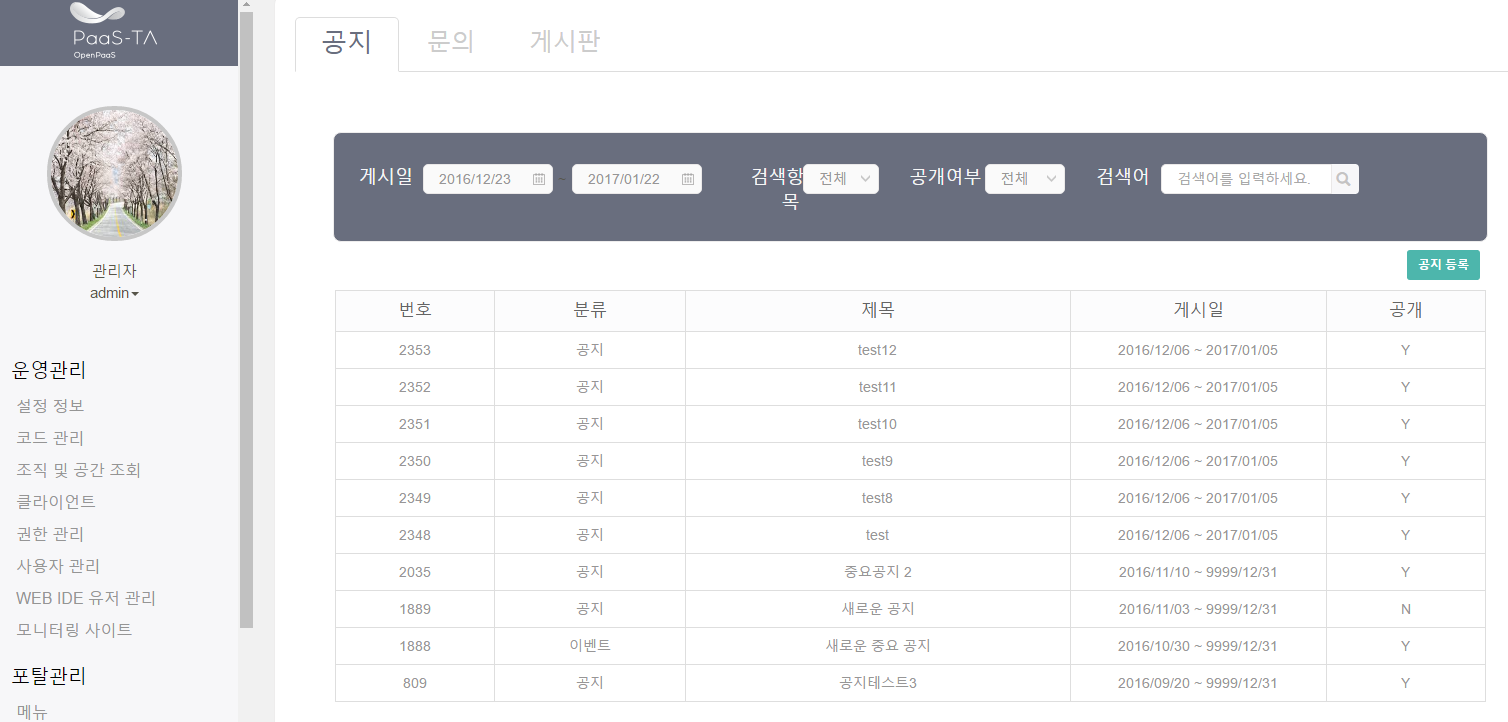 PaaS-TA
OpenPaaS
관리자
admin
운영관리
설정 정보
코드 관리
조직 및 공간 조회
클라이언트
권한 관리
사용자 관리
WEB IDE 유저 관리
모니터링 사이트
포탈관리
메뉴
공지 문의 게시판
게시일 2016/12/23 ~ 2017/01/22 검색항목 전체 공개여부 전체 검색어 검색어를 입력하세요.
공지 등록
번호 분류 제목 게시일 공개
2353 공지 test12 2016/12/06 ~ 2017/01/05 Y
2352 공지 test11 2016/12/06 ~ 2017/01/05 Y
2351 공지 test10 2016/12/06 ~ 2017/01/05 Y
2350 공지 test9 2016/12/06 ~ 2017/01/05 Y
2349 공지 test8 2016/12/06 ~ 2017/01/05 Y
2348 공지 test 2016/12/06 ~ 2017/01/05 Y
2035 공지 중요공지 2 2016/11/10 ~ 9999/12/31 Y
1889 공지 새로운 공지 2016/11/03 ~ 9999/12/31 N
1888 이벤트 새로운 중요 공지 2016/10/30 ~ 9999/12/31 Y
809 공지 공지테스트3 2016/09/20 ~ 9999/12/31 Y